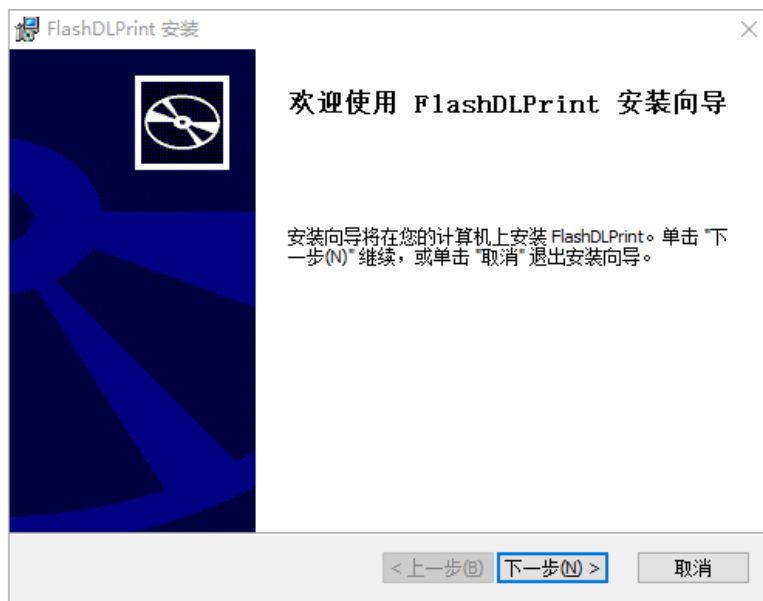 FlashDLPrint 安装
欢迎使用 FlashDLPrint 安装向导
安装向导将在您的计算机上安装 FlashDLPrint。单击 "下
一步(N)" 继续，或单击 "取消" 退出安装向导。
< 上一步(B) 下一步(N) > 取消